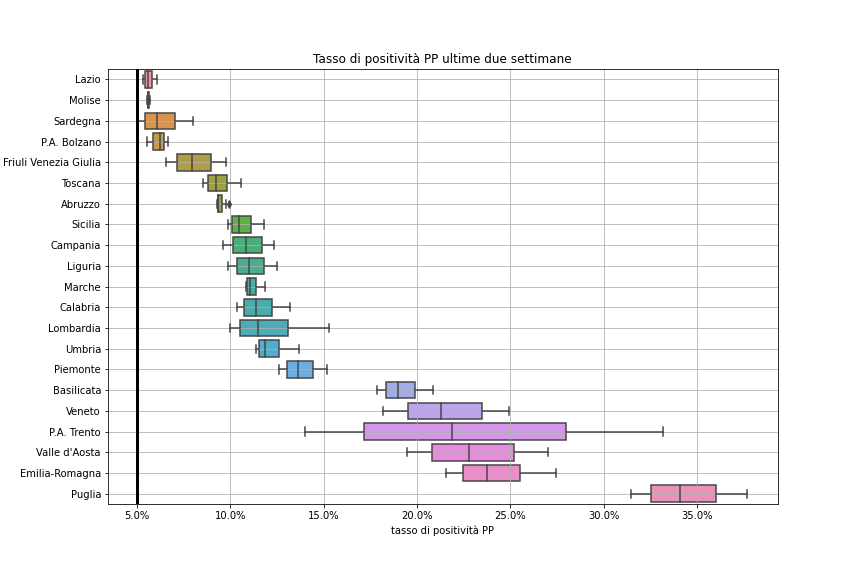 Tasso di positività PP ultime due settimane
Lazio
Molise
Sardegna
P.A. Bolzano
Friuli Venezia Giulia
Toscana
Abruzzo
Sicilia
Campania
Liguria
Marche
Calabria
Lombardia
Umbria
Piemonte
Basilicata
Veneto
P.A. Trento
Valle d'Aosta
Emilia-Romagna
Puglia
5.0% 10.0% 15.0% 20.0% 25.0% 30.0% 35.0%
tasso di positività PP